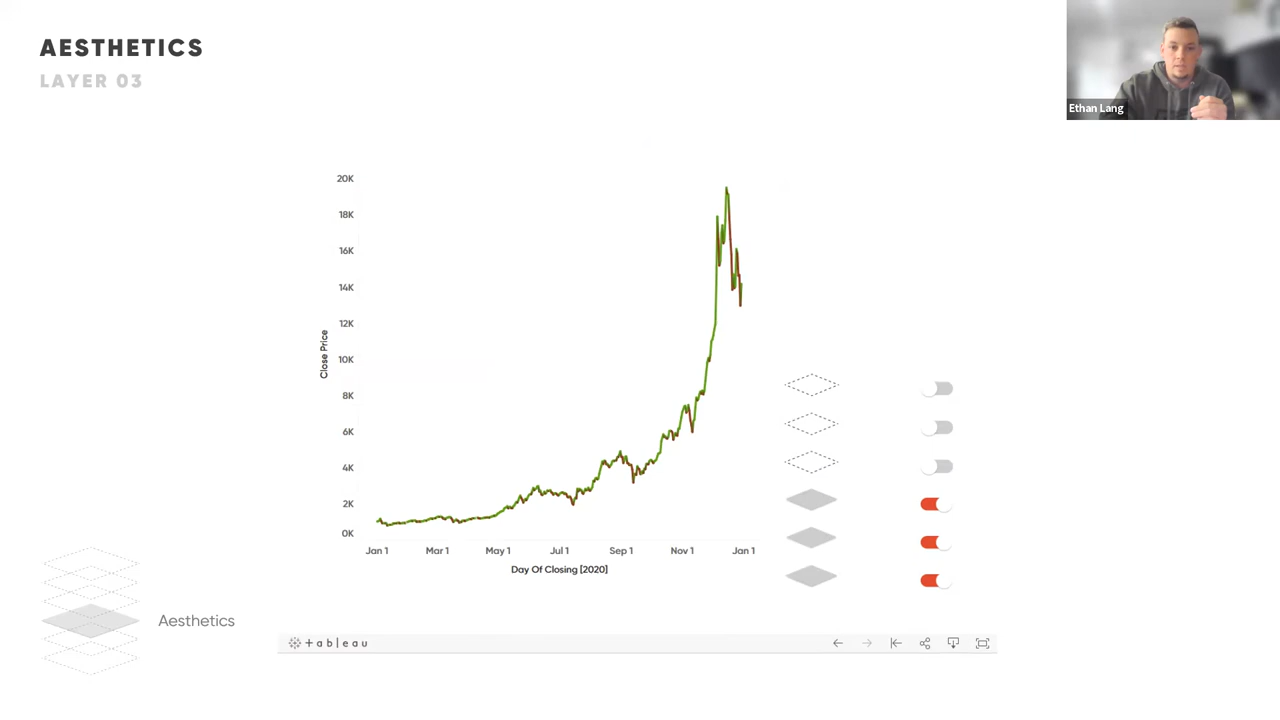 AESTHETICS
LAYER 03
Ethan Lang
20K
18K
16K
14K
12K
10K
8K
6K
4K
2K
0K
Close Price
Jan 1 Mar 1 May 1 Jul 1 Sep 1 Nov 1 Jan 1
Day Of Closing [2020]
Aesthetics
+ a b l e a u